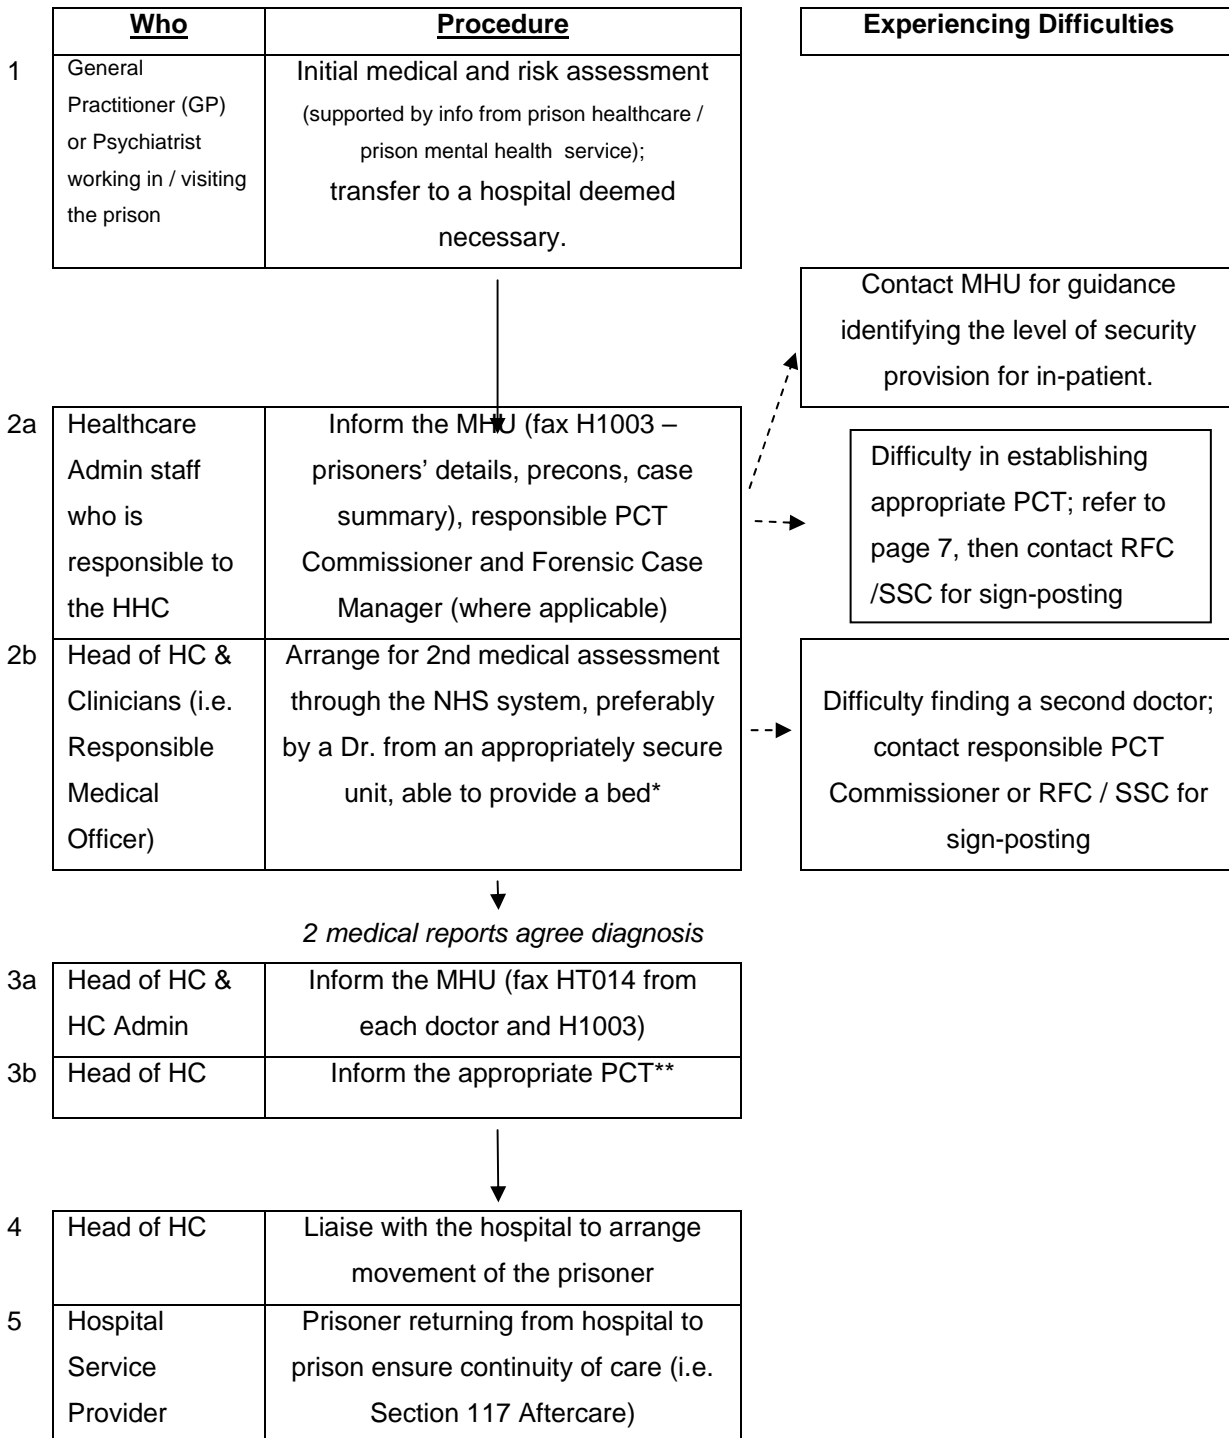 Who
Procedure
Experiencing Difficulties
1
General
Practitioner (GP)
or Psychiatrist
working in / visiting
the prison
Initial medical and risk assessment
(supported by info from prison healthcare /
prison mental health service);
transfer to a hospital deemed
necessary.
Contact MHU for guidance
identifying the level of security
provision for in-patient.
2a
Healthcare
Admin staff
who is
responsible to
the HHC
Inform the MHU (fax H1003 –
prisoners' details, precons, case
summary), responsible PCT
Commissioner and Forensic Case
Manager (where applicable)
Difficulty in establishing
appropriate PCT; refer to
page 7, then contact RFC
/SSC for sign-posting
2b
Head of HC &
Clinicians (i.e.
Responsible
Medical
Officer)
Arrange for 2nd medical assessment
through the NHS system, preferably
by a Dr. from an appropriately secure
unit, able to provide a bed*
Difficulty finding a second doctor;
contact responsible PCT
Commissioner or RFC / SSC for
sign-posting
2 medical reports agree diagnosis
3a
Head of HC &
HC Admin
Inform the MHU (fax HT014 from
each doctor and H1003)
3b
Head of HC
Inform the appropriate PCT**
4
Head of HC
Liaise with the hospital to arrange
movement of the prisoner
5
Hospital
Service
Provider
Prisoner returning from hospital to
prison ensure continuity of care (i.e.
Section 117 Aftercare)